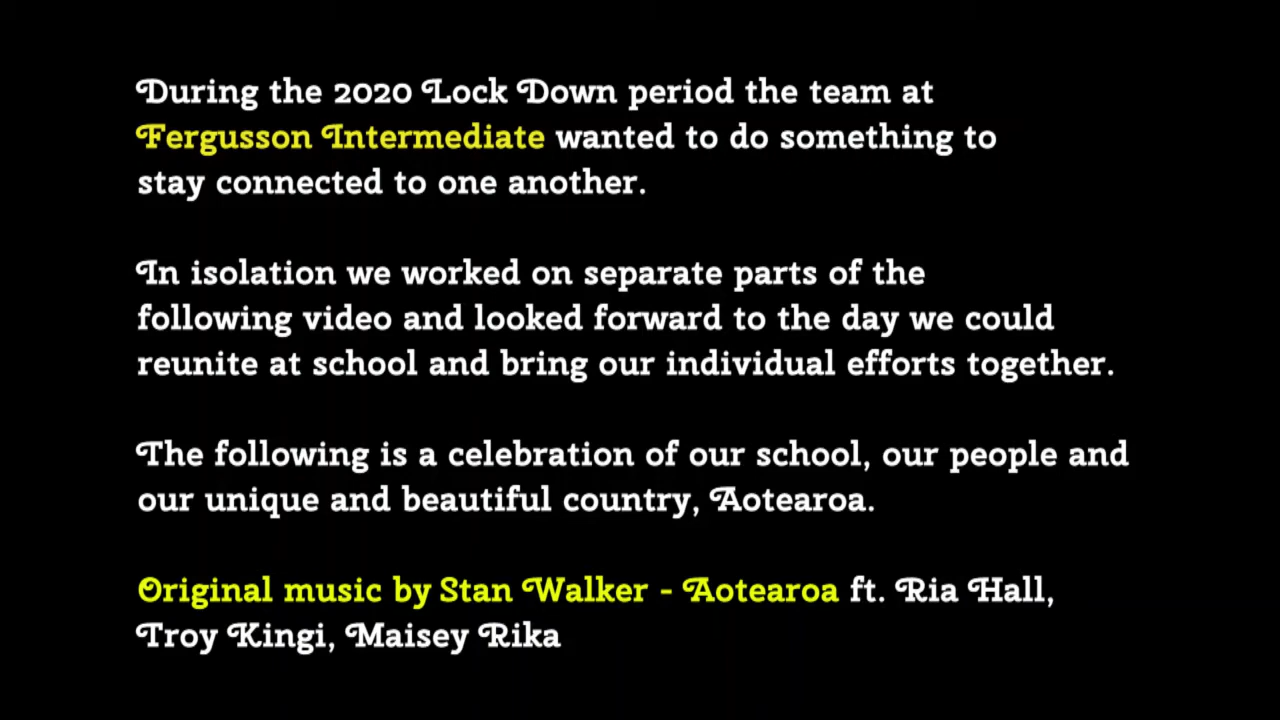 During the 2020 Lock Down period the team at
Fergusson Intermediate wanted to do something to
stay connected to one another.
In isolation we worked on separate parts of the
following video and looked forward to the day we could
reunite at school and bring our individual efforts together.
The following is a celebration of our school, our people and
our unique and beautiful country, Aotearoa.
Original music by Stan Walker - Aotearoa ft. Ria Hall,
Troy Kingi, Maisey Rika